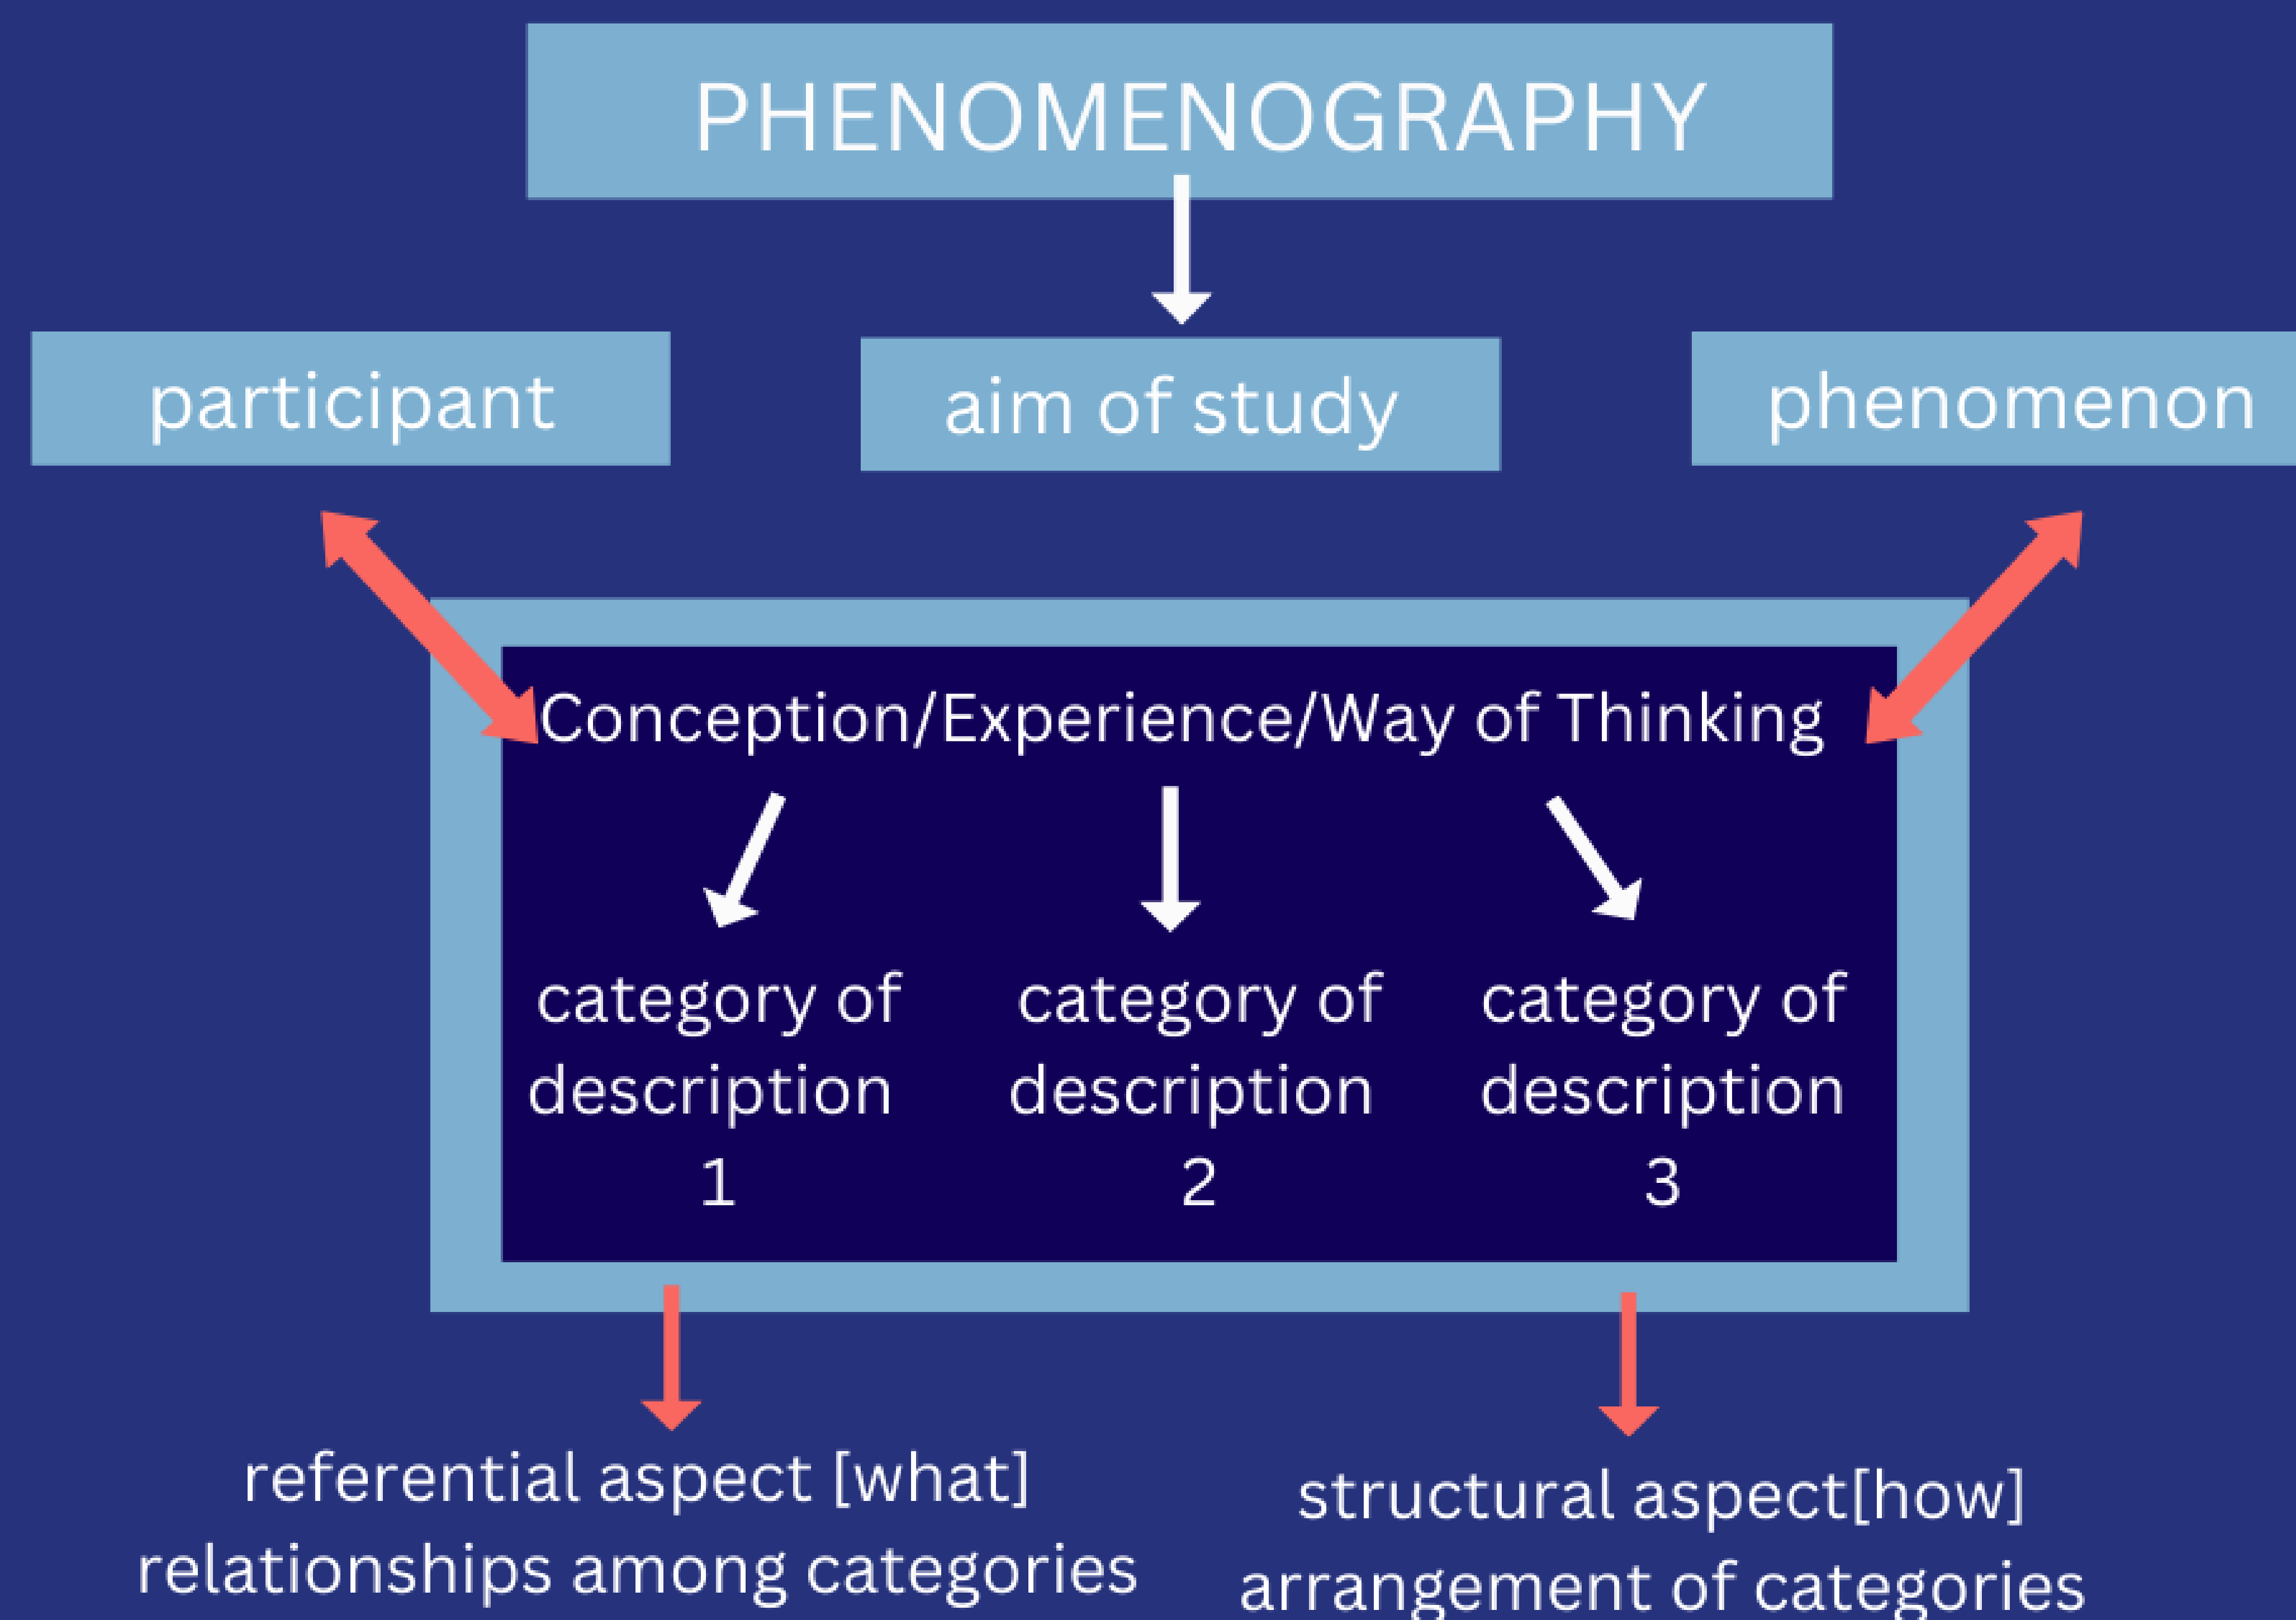 PHENOMENOGRAPHY
participant
aim of study
phenomenon
Conception/Experience/Way of Thinking
category of
description
1
category of
description
2
category of
description
3
referential aspect [what]
relationships among categories
structural aspect[how]
arrangement of categories